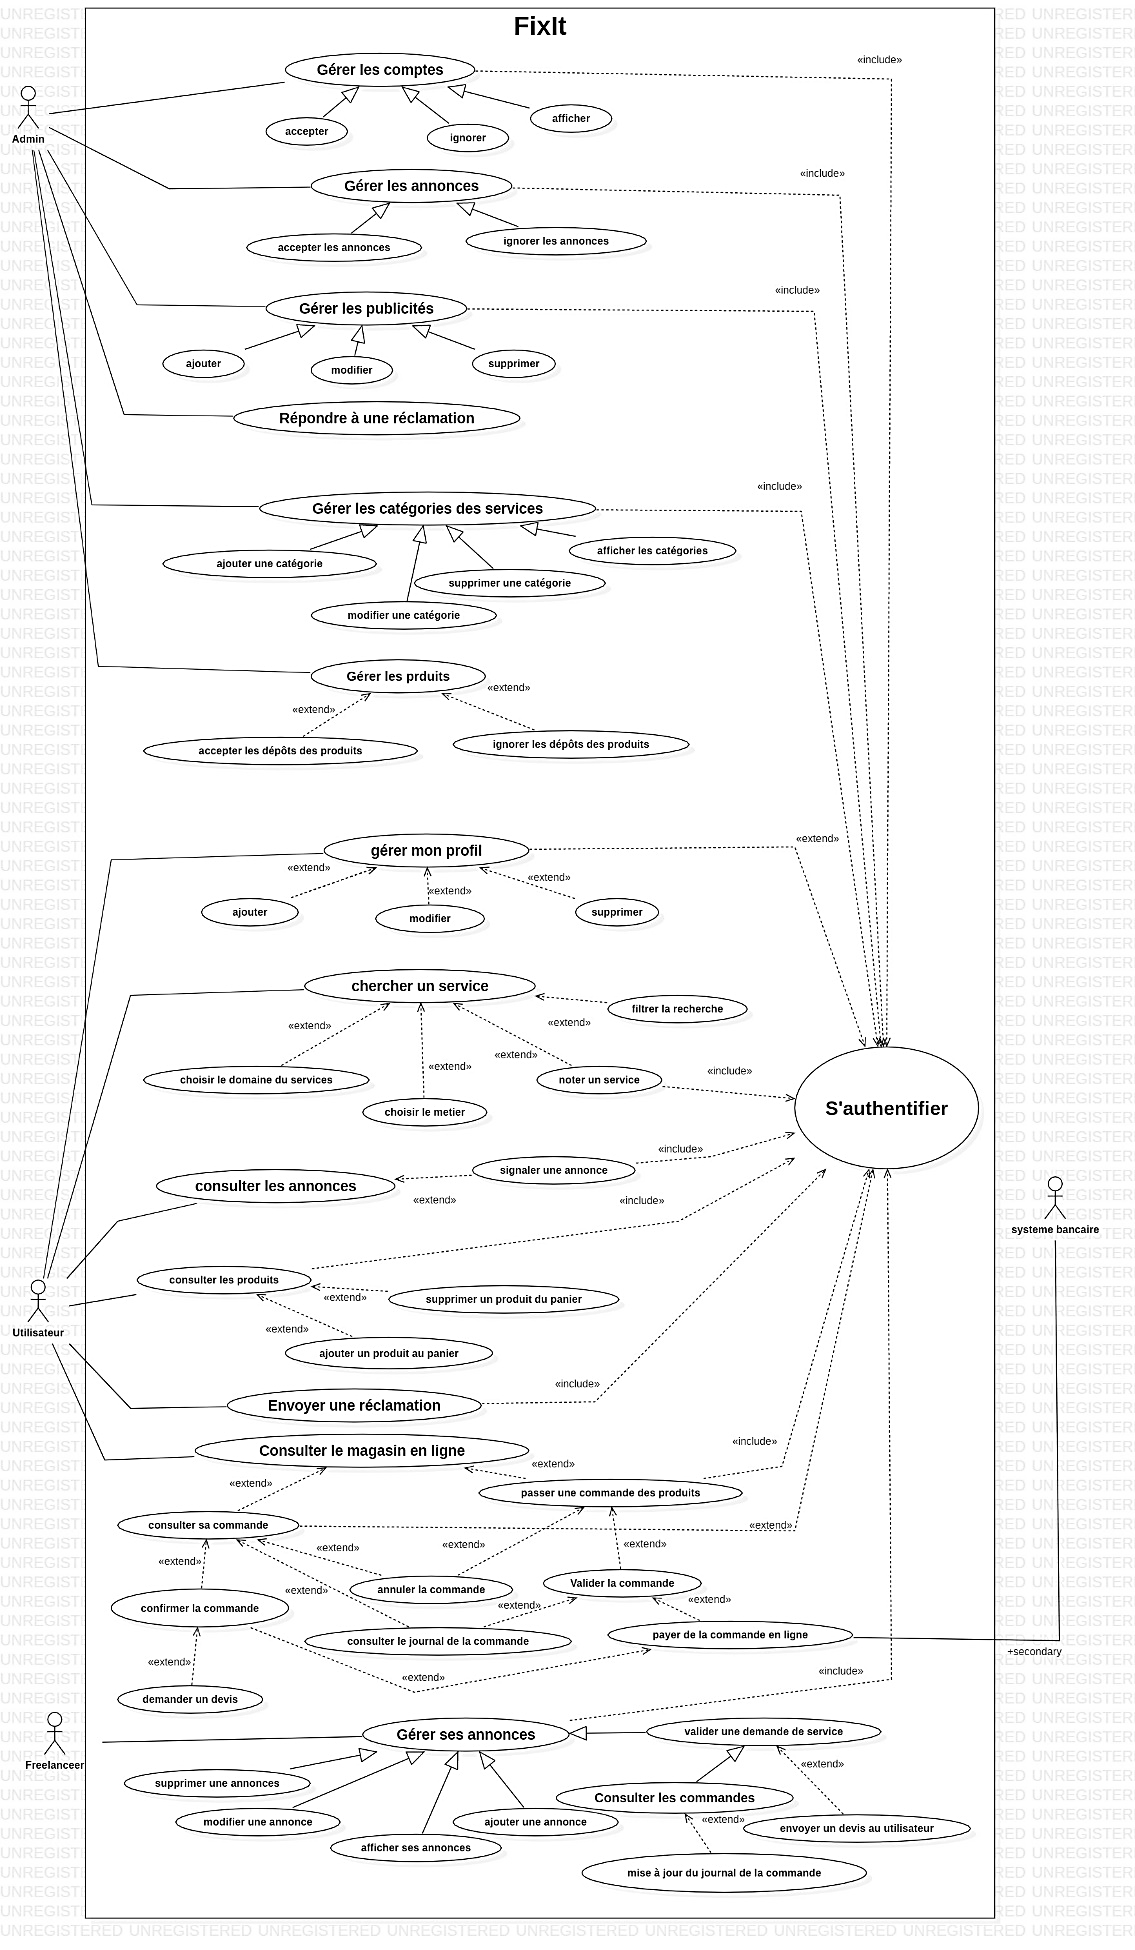 FixIt
Gérer les comptes
«include»
accepter
ignorer
afficher
Admin
Gérer les annonces
«include»
accepter les annonces
ignorer les annonces
Gérer les publicités
«include»
ajouter
modifier
supprimer
Répondre à une réclamation
Gérer les catégories des services
«include»
ajouter une catégorie
afficher les catégories
supprimer une catégorie
modifier une catégorie
Gérer les prduits
«extend»
«extend»
accepter les dépôts des produits
ignorer les dépôts des produits
gérer mon profil
«extend»
«extend»
«extend»
«extend»
ajouter
modifier
supprimer
chercher un service
filtrer la recherche
«extend»
«extend»
«extend»
«extend»
choisir le domaine du services
choisir le metier
noter un service
«include»
S'authentifier
signaler une annonce
«include»
consulter les annonces
«extend»
«include»
systeme bancaire
consulter les produits
«extend»
supprimer un produit du panier
«extend»
ajouter un produit au panier
Utilisateur
Envoyer une réclamation
«include»
Consulter le magasin en ligne
«include»
«extend»
«extend»
passer une commande des produits
consulter sa commande
«extend»
«extend»
«extend»
«extend»
«extend»
annuler la commande
Valider la commande
«extend»
«extend»
«extend»
confirmer la commande
consulter le journal de la commande
payer de la commande en ligne
+secondary
«extend»
«extend»
«include»
demander un devis
Freelanceer
Gérer ses annonces
valider une demande de service
«extend»
supprimer une annonces
modifier une annonce
afficher ses annonces
ajouter une annonce
Consulter les commandes
«extend»
envoyer un devis au utilisateur
mise à jour du journal de la commande
UNREGISTERED UNREGISTERED UNREGISTERED UNREGISTERED UNREGISTERED UNREGISTERED UNREGISTERED UNREGISTERED UNREGISTERED